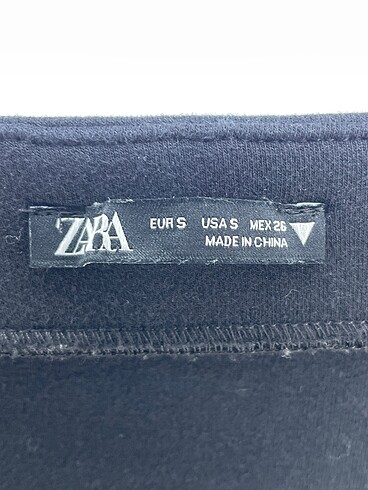 ZARA EUR S USA S MEX 26
MADE IN CHINA